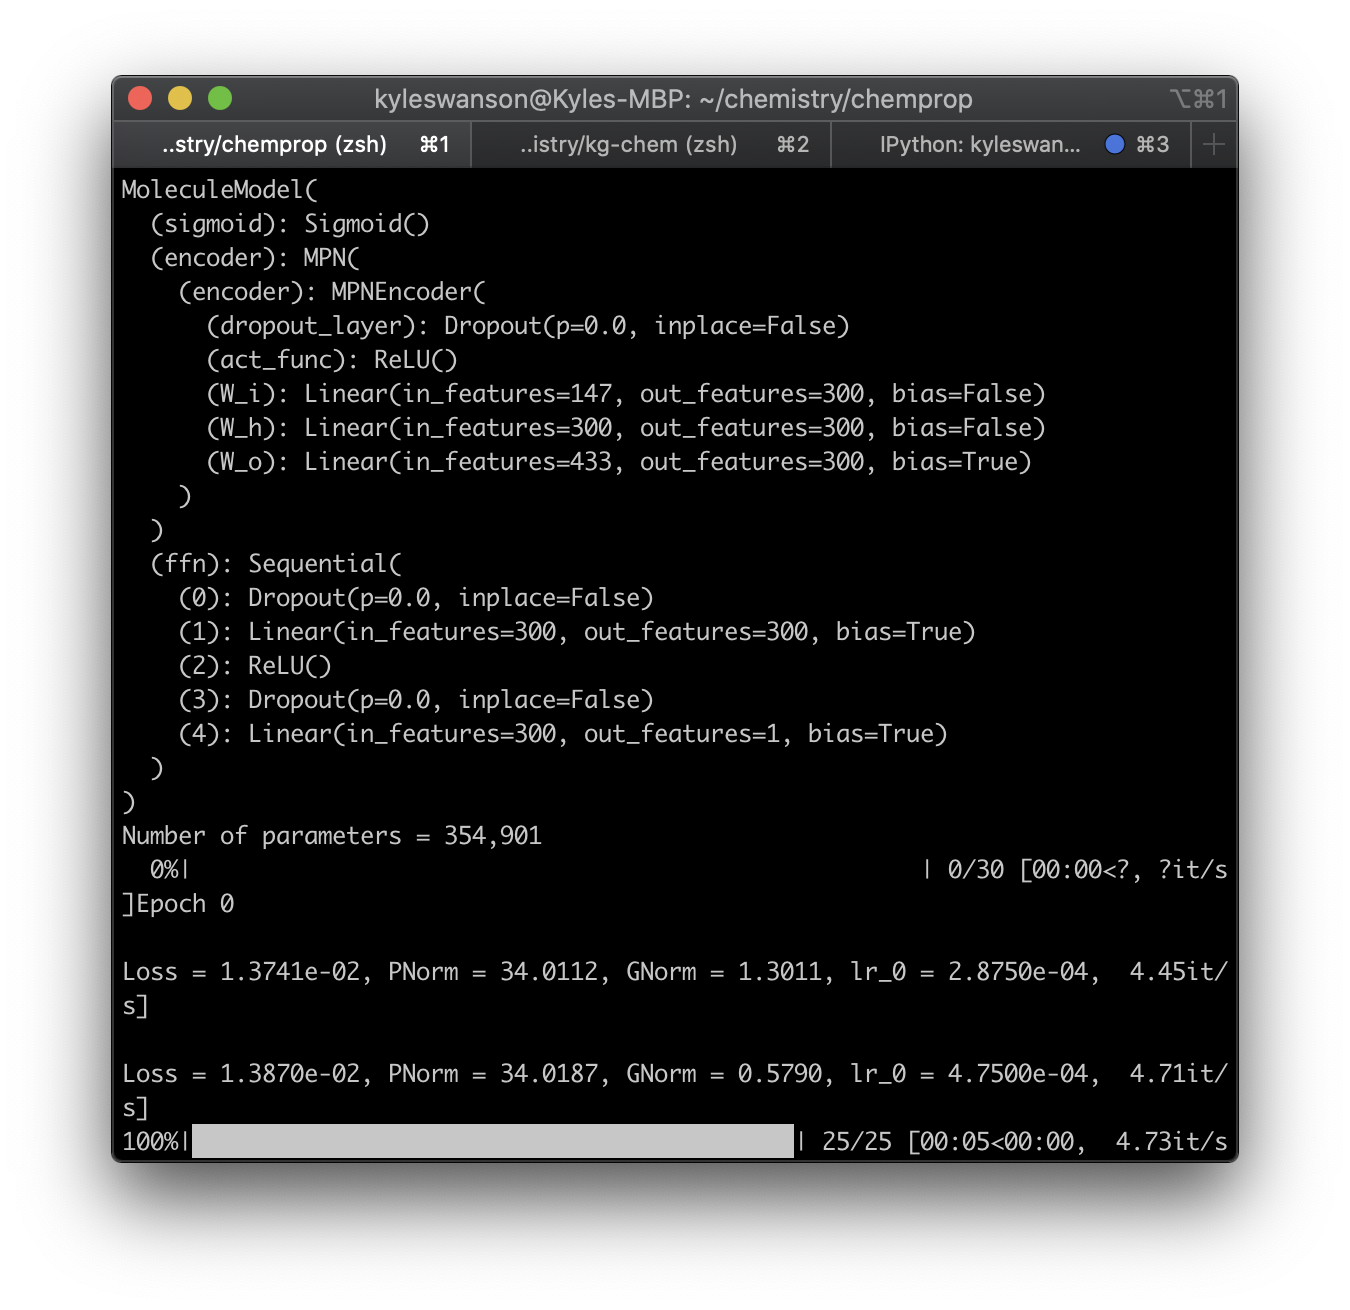 kyleswanson@Kyles-MBP: ~/chemistry/chemprop ⌥⌘1
..stry/chemprop (zsh) ⌘1 ..istry/kg-chem (zsh) ⌘2 IPython: kyleswan... ⌘3
MoleculeModel(
  (sigmoid): Sigmoid()
  (encoder): MPN(
    (encoder): MPNEncoder(
      (dropout_layer): Dropout(p=0.0, inplace=False)
      (act_func): ReLU()
      (W_i): Linear(in_features=147, out_features=300, bias=False)
      (W_h): Linear(in_features=300, out_features=300, bias=False)
      (W_o): Linear(in_features=433, out_features=300, bias=True)
    )
  )
  (ffn): Sequential(
    (0): Dropout(p=0.0, inplace=False)
    (1): Linear(in_features=300, out_features=300, bias=True)
    (2): ReLU()
    (3): Dropout(p=0.0, inplace=False)
    (4): Linear(in_features=300, out_features=1, bias=True)
  )
)
Number of parameters = 354,901
  0%| | 0/30 [00:00<?, ?it/s
]Epoch 0
Loss = 1.3741e-02, PNorm = 34.0112, GNorm = 1.3011, lr_0 = 2.8750e-04,  4.45it/
s]
Loss = 1.3870e-02, PNorm = 34.0187, GNorm = 0.5790, lr_0 = 4.7500e-04,  4.71it/
s]
100%| | 25/25 [00:05<00:00,  4.73it/s